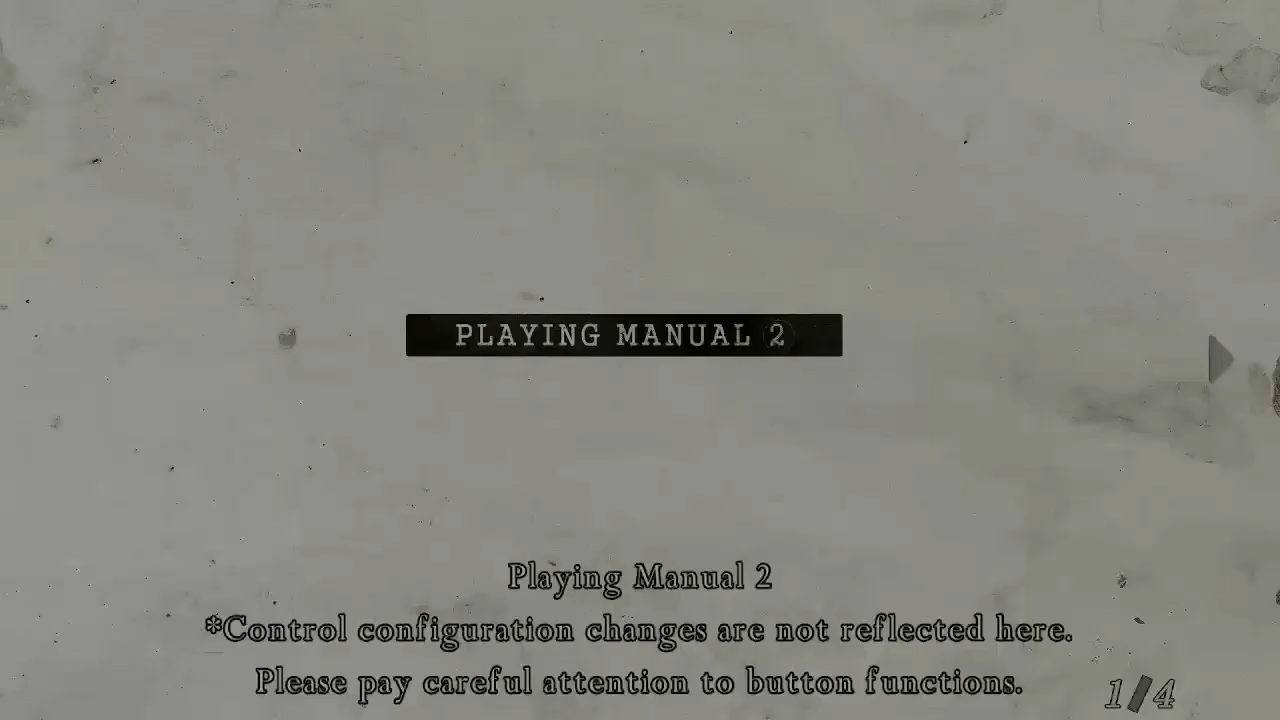 PLAYING MANUAL 2
Playing Manual 2
*Control configuration changes are not reflected here.
Please pay careful attention to button functions.
1/4